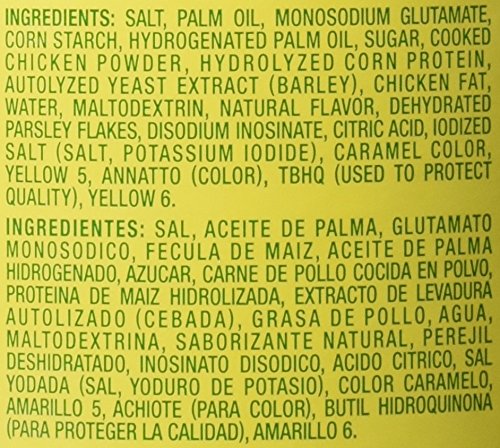 INGREDIENTS: SALT, PALM OIL, MONOSODIUM GLUTAMATE,
CORN STARCH, HYDROGENATED PALM OIL, SUGAR, COOKED
CHICKEN POWDER, HYDROLYZED CORN PROTEIN,
AUTOLYZED YEAST EXTRACT (BARLEY), CHICKEN FAT,
WATER, MALTODEXTRIN, NATURAL FLAVOR, DEHYDRATED
PARSLEY FLAKES, DISODIUM INOSINATE, CITRIC ACID, IODIZED
SALT (SALT, POTASSIUM IODIDE), CARAMEL COLOR,
YELLOW 5, ANNATTO (COLOR), TBHQ (USED TO PROTECT
QUALITY), YELLOW 6.
INGREDIENTES: SAL, ACEITE DE PALMA, GLUTAMATO
MONOSODICO, FECULA DE MAIZ, ACEITE DE PALMA
HIDROGENADO, AZUCAR, CARNE DE POLLO COCIDA EN POLVO,
PROTEINA DE MAIZ HIDROLIZADA, EXTRACTO DE LEVADURA
AUTOLIZADO (CEBADA), GRASA DE POLLO, AGUA,
MALTODEXTRINA, SABORIZANTE NATURAL, PEREJIL
DESHIDRATADO, INOSINATO DISODICO, ACIDO CITRICO, SAL
YODADA (SAL, YODURO DE POTASIO), COLOR CARAMELO,
AMARILLO 5, ACHIOTE (PARA COLOR), BUTIL HIDROQUINONA
(PARA PROTEGER LA CALIDAD), AMARILLO 6.